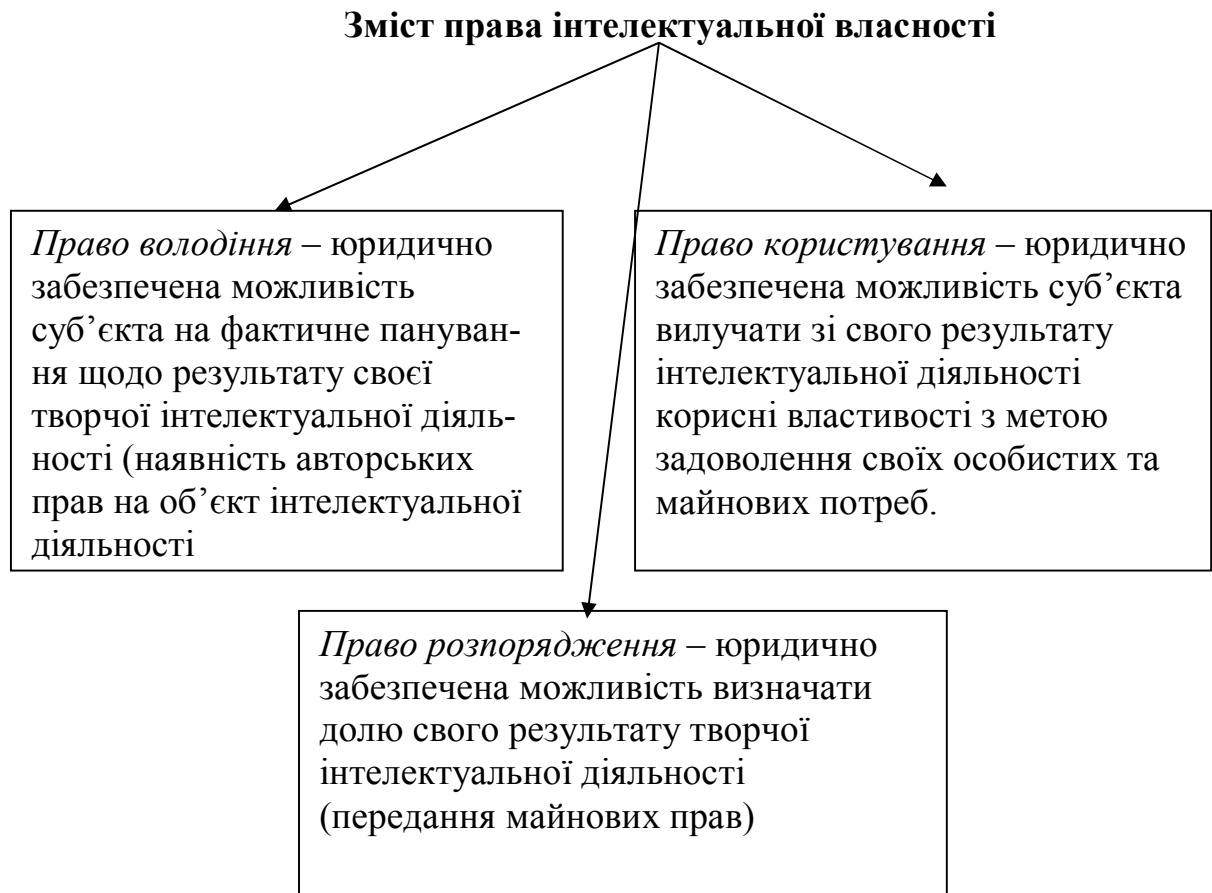 Зміст права інтелектуальної власності
Право володіння – юридично
забезпечена можливість
суб’єкта на фактичне пануван-
ня щодо результату своєї
творчої інтелектуальної діяль-
ності (наявність авторських
прав на об’єкт інтелектуальної
діяльності
Право користування – юридично
забезпечена можливість суб’єкта
вилучати зі свого результату
інтелектуальної діяльності
корисні властивості з метою
задоволення своїх особистих та
майнових потреб.
Право розпорядження – юридично
забезпечена можливість визначати
долю свого результату творчої
інтелектуальної діяльності
(передання майнових прав)